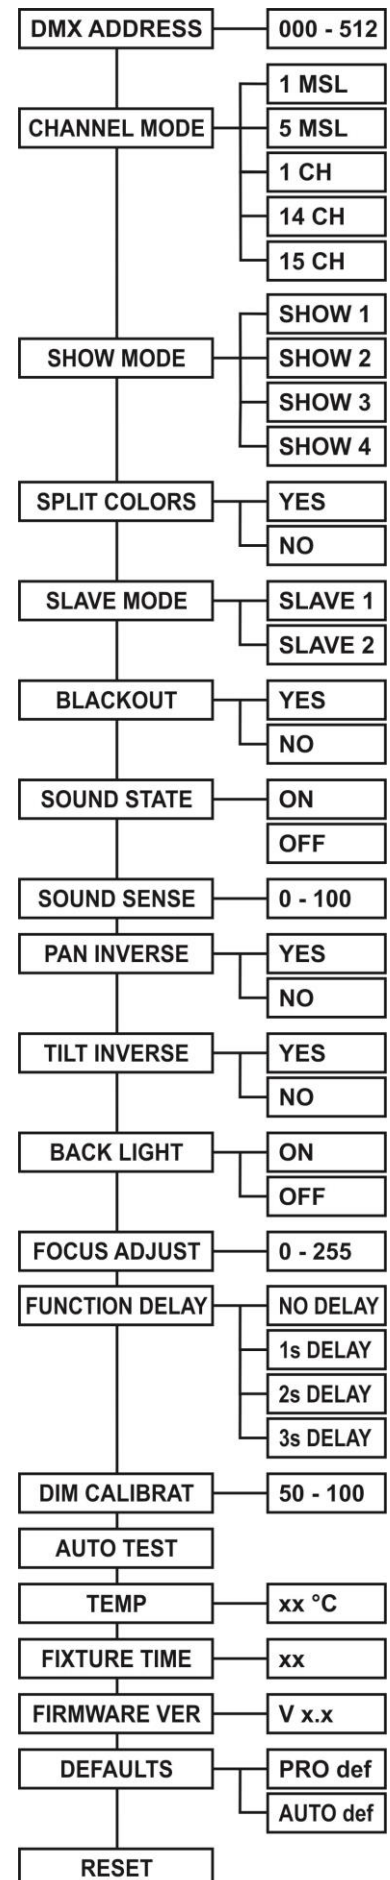 DMX ADDRESS
000 - 512
CHANNEL MODE
1 MSL
5 MSL
1 CH
14 CH
15 CH
SHOW MODE
SHOW 1
SHOW 2
SHOW 3
SHOW 4
SPLIT COLORS
YES
NO
SLAVE MODE
SLAVE 1
SLAVE 2
BLACKOUT
YES
NO
SOUND STATE
ON
OFF
SOUND SENSE
0 - 100
PAN INVERSE
YES
NO
TILT INVERSE
YES
NO
BACK LIGHT
ON
OFF
FOCUS ADJUST
0 - 255
FUNCTION DELAY
NO DELAY
1s DELAY
2s DELAY
3s DELAY
DIM CALIBRAT
50 - 100
AUTO TEST
TEMP
xx °C
FIXTURE TIME
xx
FIRMWARE VER
V x.x
DEFAULTS
PRO def
AUTO def
RESET